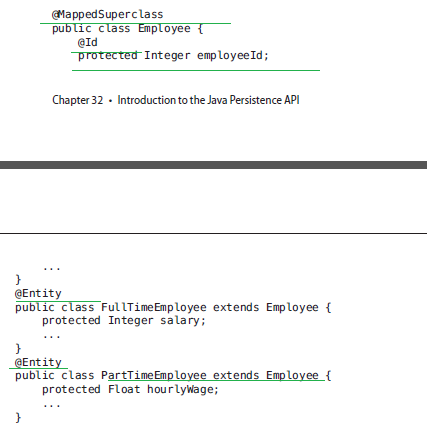 @MappedSuperclass
public class Employee {
    @Id
    protected Integer employeeId;
Chapter 32 • Introduction to the Java Persistence API
    ...
}
@Entity
public class FullTimeEmployee extends Employee {
    protected Integer salary;
    ...
}
@Entity
public class PartTimeEmployee extends Employee {
    protected Float hourlyWage;
    ...
}